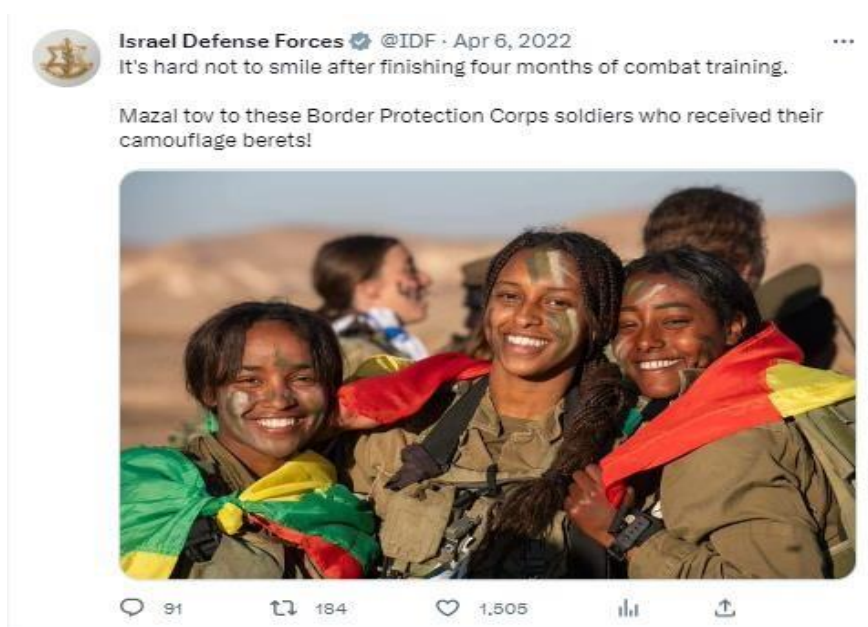 Israel Defense Forces @IDF · Apr 6, 2022
It's hard not to smile after finishing four months of combat training.
Mazal tov to these Border Protection Corps soldiers who received their
camouflage berets!
91 184 1,505